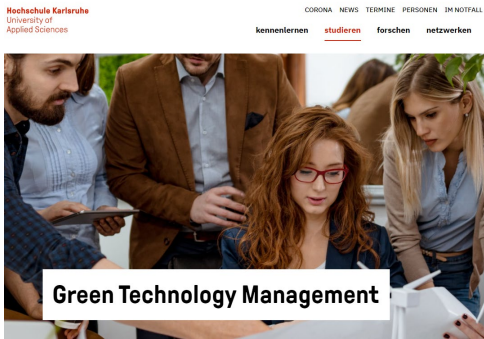 Hochschule Karlsruhe
University of
Applied Sciences
CORONA NEWS TERMINE PERSONEN IM NOTFALL
kennenlernen studieren forschen netzwerken
Green Technology Management